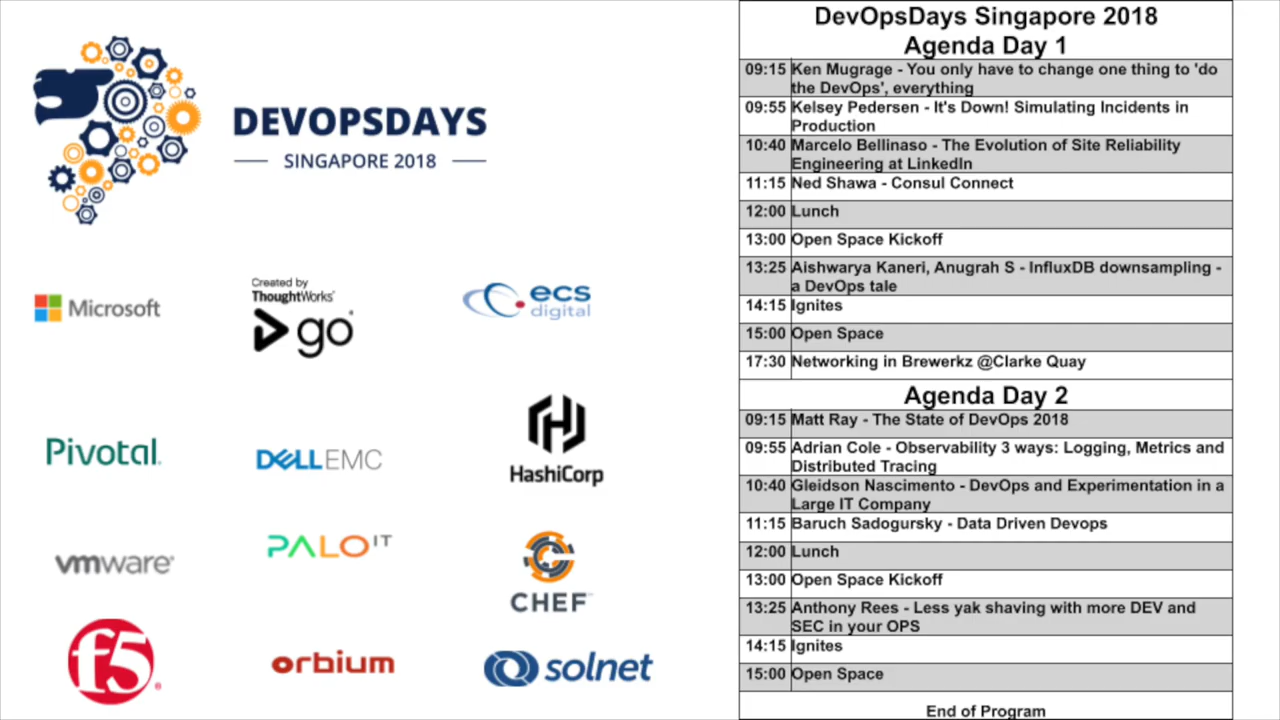 DEVOPSDAYS
SINGAPORE 2018
Microsoft
Created by
ThoughtWorks®
go
ecs
digital
Pivotal
DELLEMC
HashiCorp
vmware®
PALO IT
CHEF
f5®
orbium
solnet
DevOpsDays Singapore 2018
Agenda Day 1
09:15 Ken Mugrage - You only have to change one thing to 'do
the DevOps', everything
09:55 Kelsey Pedersen - It's Down! Simulating Incidents in
Production
10:40 Marcelo Bellinaso - The Evolution of Site Reliability
Engineering at LinkedIn
11:15 Ned Shawa - Consul Connect
12:00 Lunch
13:00 Open Space Kickoff
13:25 Aishwarya Kaneri, Anugrah S - InfluxDB downsampling -
a DevOps tale
14:15 Ignites
15:00 Open Space
17:30 Networking in Brewerkz @Clarke Quay
Agenda Day 2
09:15 Matt Ray - The State of DevOps 2018
09:55 Adrian Cole - Observability 3 ways: Logging, Metrics and
Distributed Tracing
10:40 Gleidson Nascimento - DevOps and Experimentation in a
Large IT Company
11:15 Baruch Sadogursky - Data Driven Devops
12:00 Lunch
13:00 Open Space Kickoff
13:25 Anthony Rees - Less yak shaving with more DEV and
SEC in your OPS
14:15 Ignites
15:00 Open Space
End of Program